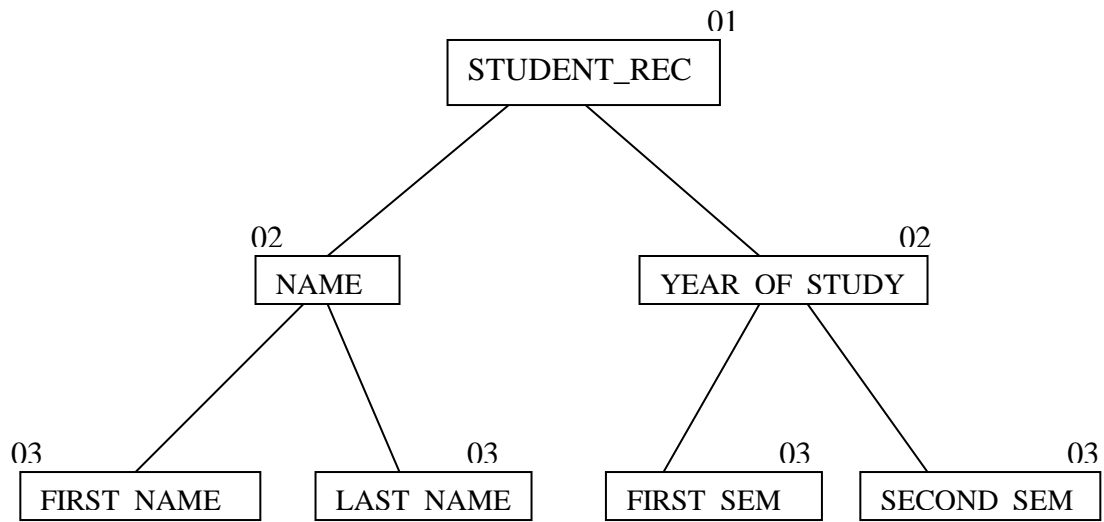 01
STUDENT_REC
02
02
NAME
YEAR OF STUDY
03
03
03
03
FIRST NAME
LAST NAME
FIRST SEM
SECOND SEM